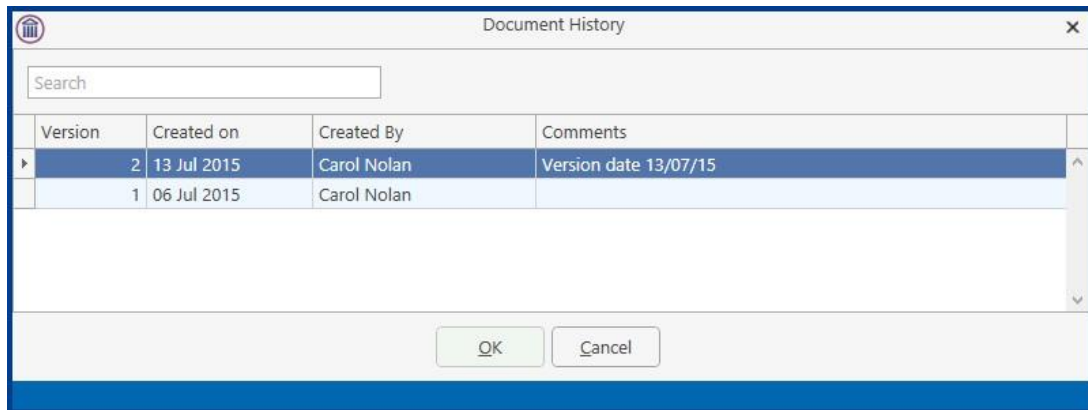 Document History
Search
Version Created on Created By Comments
2 13 Jul 2015 Carol Nolan Version date 13/07/15
1 06 Jul 2015 Carol Nolan
OK Cancel